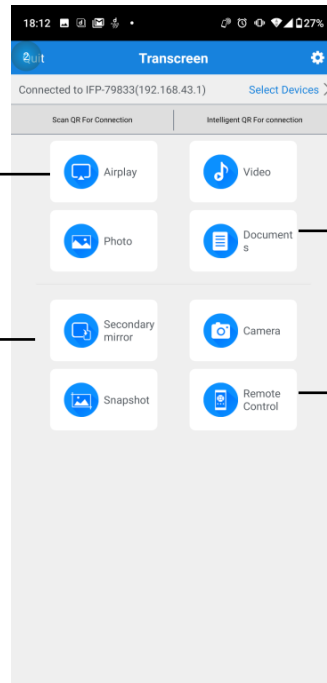 18:12 27%
Quit Transcreen
2
Connected to IFP-79833(192.168.43.1) Select Devices
Scan QR For Connection Intelligent QR For connection
Airplay Video
Photo Document
s
Secondary
mirror Camera
Snapshot Remote
Control